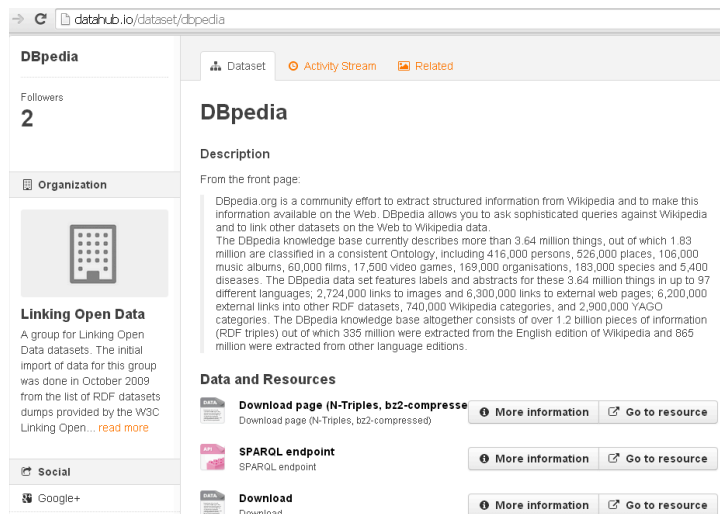 datahub.io/dataset/dbpedia
DBpedia
Followers
2
Organization
Linking Open Data
A group for Linking Open
Data datasets. The initial
import of data for this group
was done in October 2009
from the list of RDF datasets
dumps provided by the W3C
Linking Open... read more
Social
Google+
Dataset
Activity Stream
Related
DBpedia
Description
From the front page:
DBpedia.org is a community effort to extract structured information from Wikipedia and to make this
information available on the Web. DBpedia allows you to ask sophisticated queries against Wikipedia
and to link other datasets on the Web to Wikipedia data.
The DBpedia knowledge base currently describes more than 3.64 million things, out of which 1.83
million are classified in a consistent Ontology, including 416,000 persons, 526,000 places, 106,000
music albums, 60,000 films, 17,500 video games, 169,000 organisations, 183,000 species and 5,400
diseases. The DBpedia data set features labels and abstracts for these 3.64 million things in up to 97
different languages; 2,724,000 links to images and 6,300,000 links to external web pages; 6,200,000
external links into other RDF datasets, 740,000 Wikipedia categories, and 2,900,000 YAGO
categories. The DBpedia knowledge base altogether consists of over 1.2 billion pieces of information
(RDF triples) out of which 335 million were extracted from the English edition of Wikipedia and 865
million were extracted from other language editions.
Data and Resources
DATA
Download page (N-Triples, bz2-compresse
Download page (N-Triples, bz2-compressed)
More information
Go to resource
API
SPARQL endpoint
SPARQL endpoint
More information
Go to resource
DATA
Download
Download
More information
Go to resource